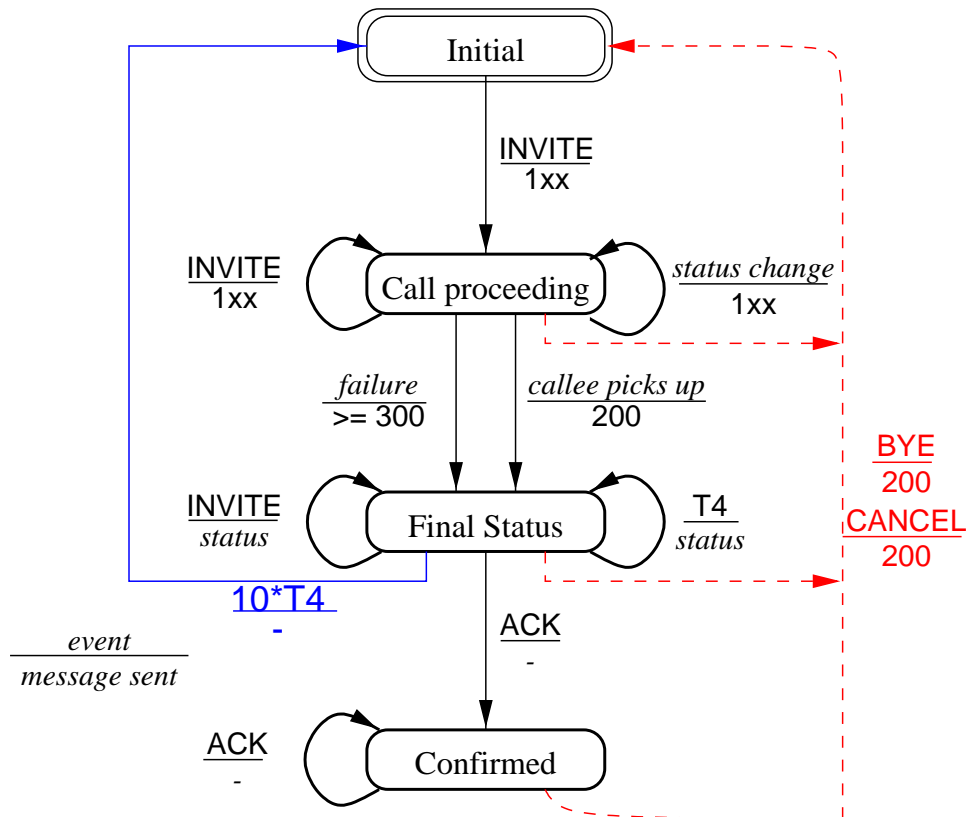 Initial
INVITE
1xx
INVITE
1xx
Call proceeding
status change
1xx
failure
>= 300
callee picks up
200
BYE
200
CANCEL
200
INVITE
status
Final Status
T4
status
10*T4
-
ACK
-
event
message sent
ACK
-
Confirmed